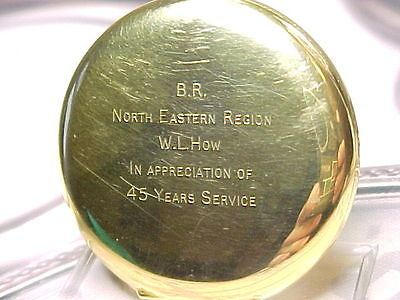 B.R.
North Eastern Region
W.L.How
In appreciation of
45 Years Service